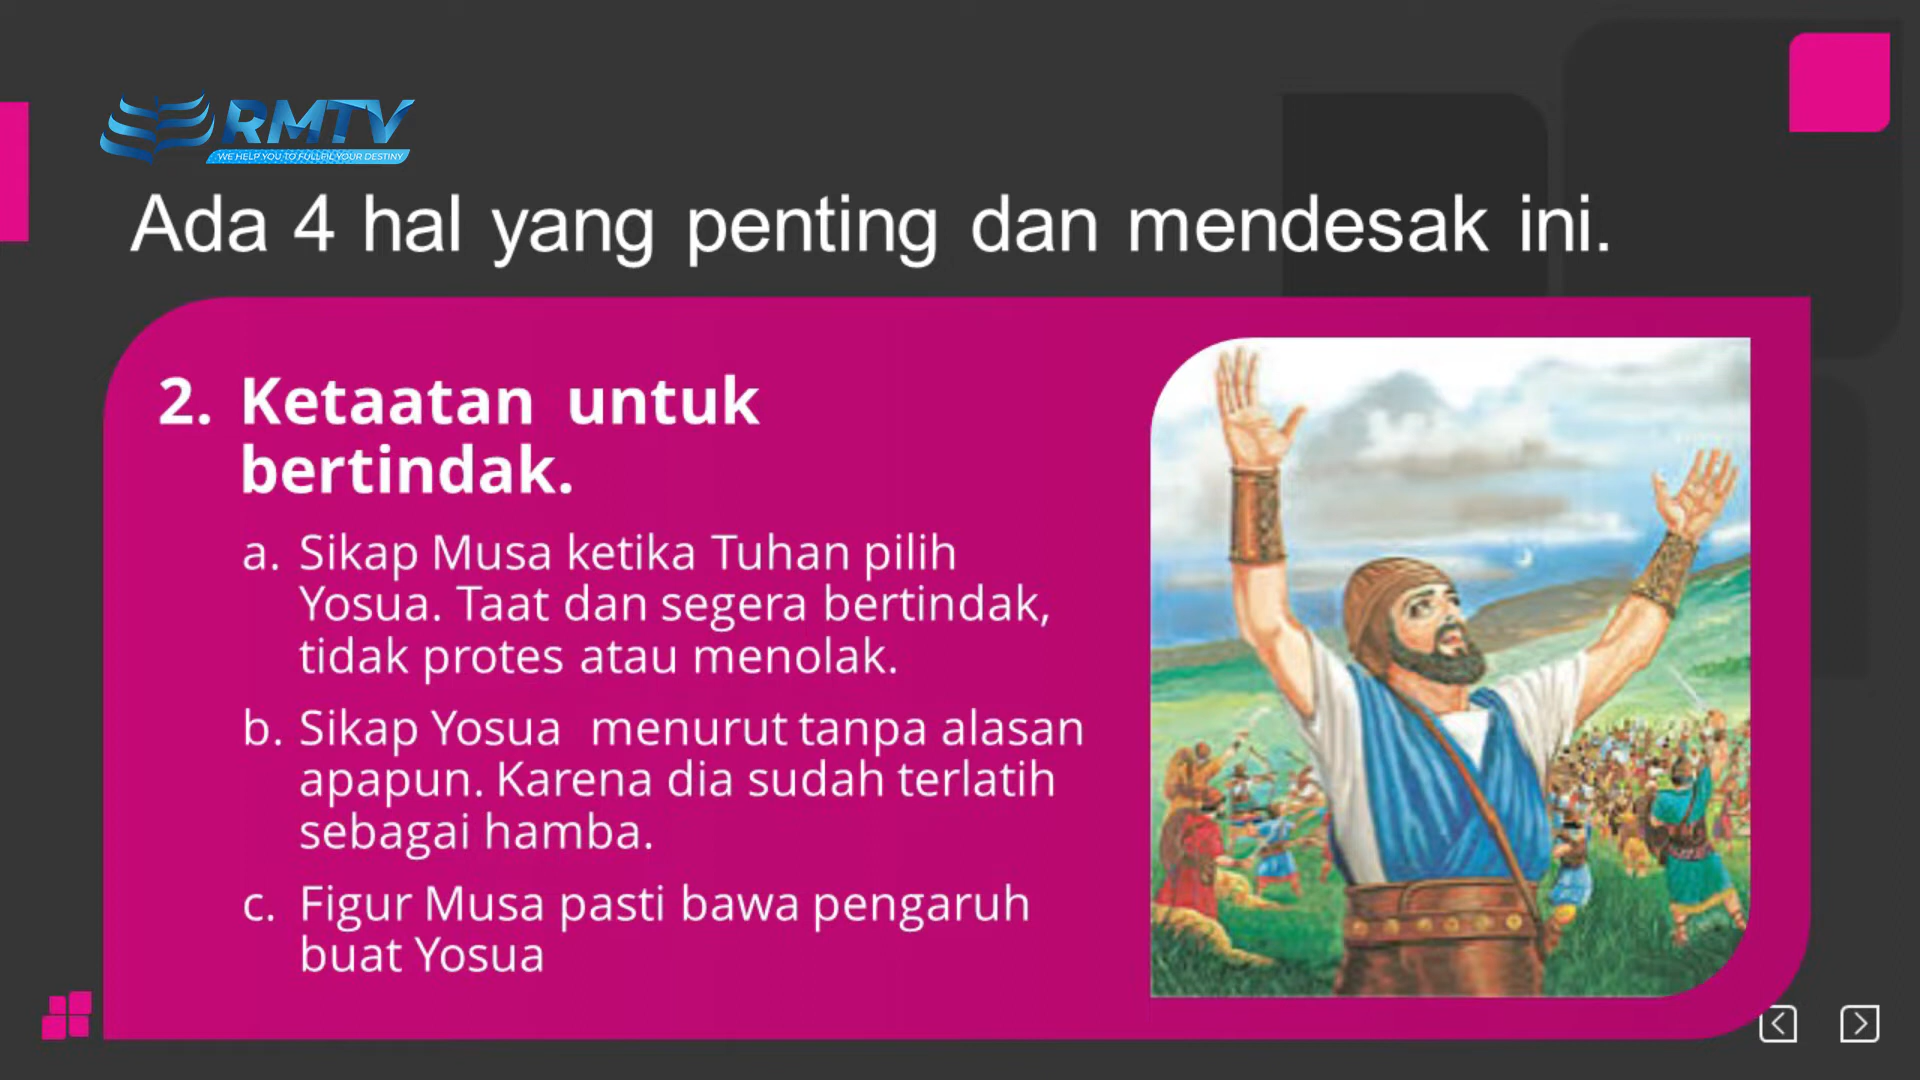 RMTV
WE HELP YOU TO FULLFIL YOUR DESTINY
Ada 4 hal yang penting dan mendesak ini.
2. Ketaatan untuk
bertindak.
a. Sikap Musa ketika Tuhan pilih
Yosua. Taat dan segera bertindak,
tidak protes atau menolak.
b. Sikap Yosua menurut tanpa alasan
apapun. Karena dia sudah terlatih
sebagai hamba.
c. Figur Musa pasti bawa pengaruh
buat Yosua